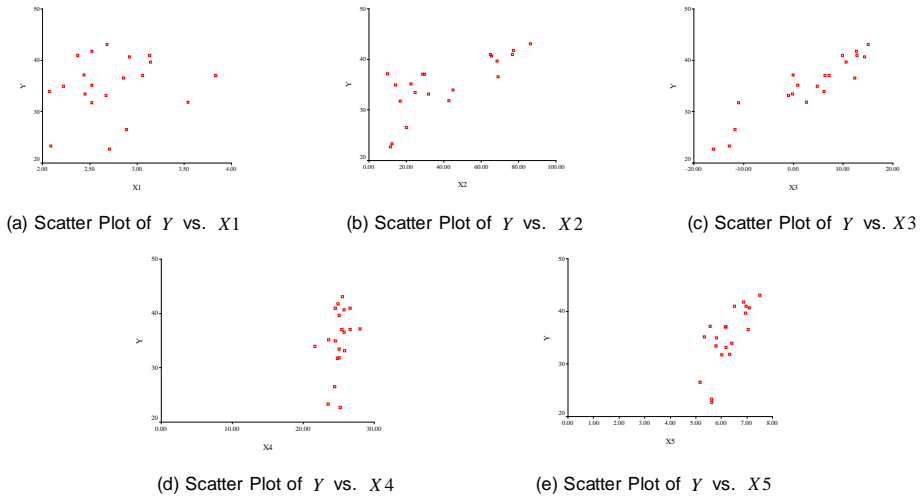 50
40
Y
30
20
2.00 2.50 3.00 3.50 4.00
X1
50
40
Y
30
20
0.00 20.00 40.00 60.00 80.00 100.00
X2
50
40
Y
30
20
-20.00 -10.00 0.00 10.00 20.00
X3
(a) Scatter Plot of Y vs. X1
(b) Scatter Plot of Y vs. X2
(c) Scatter Plot of Y vs. X3
50
40
Y
30
20
0.00 10.00 20.00 30.00
X4
50
40
Y
30
20
0.00 1.00 2.00 3.00 4.00 5.00 6.00 7.00 8.00
X5
(d) Scatter Plot of Y vs. X4
(e) Scatter Plot of Y vs. X5